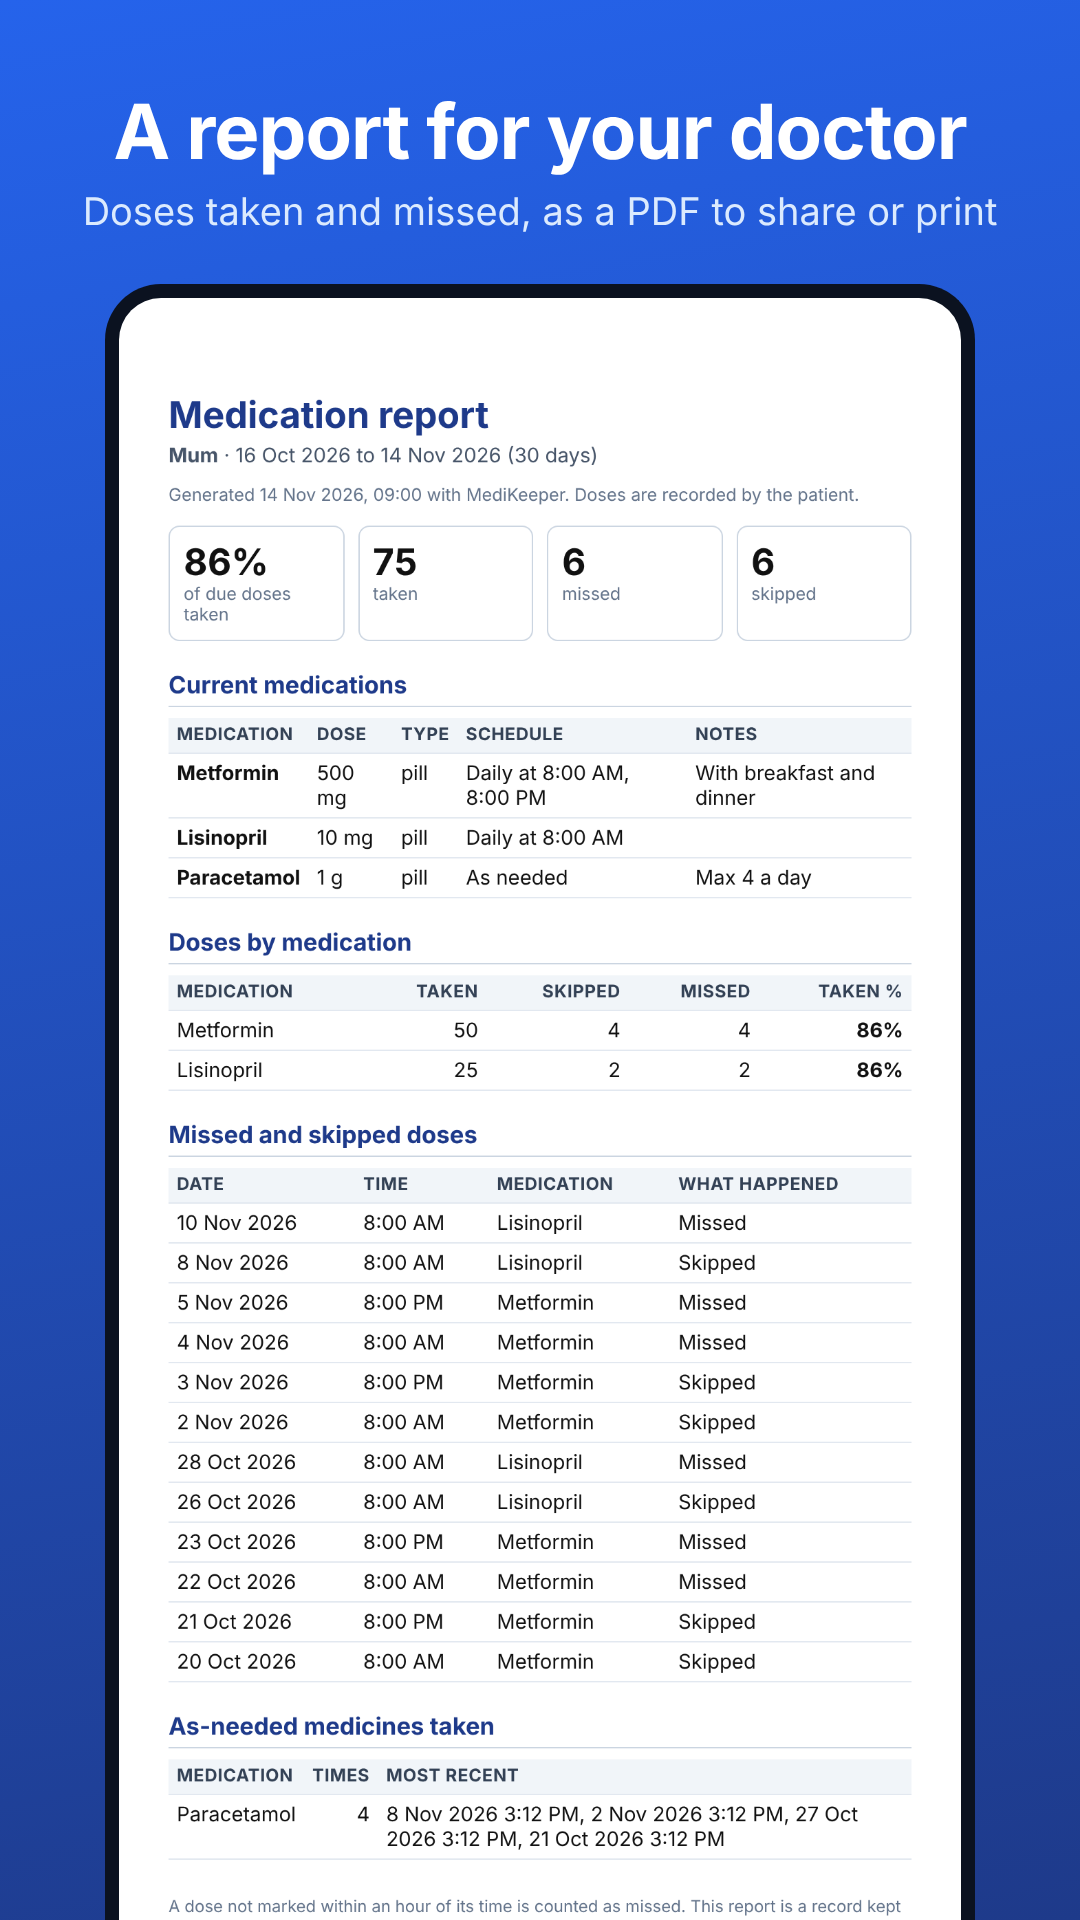 A report for your doctor
Doses taken and missed, as a PDF to share or print
Medication report
Mum · 16 Oct 2026 to 14 Nov 2026 (30 days)
Generated 14 Nov 2026, 09:00 with MediKeeper. Doses are recorded by the patient.
86% 75 6 6
of due doses taken missed skipped
taken
Current medications
MEDICATION DOSE TYPE SCHEDULE NOTES
Metformin 500 pill Daily at 8:00 AM, With breakfast and
mg 8:00 PM dinner
Lisinopril 10 mg pill Daily at 8:00 AM
Paracetamol 1 g pill As needed Max 4 a day
Doses by medication
MEDICATION TAKEN SKIPPED MISSED TAKEN %
Metformin 50 4 4 86%
Lisinopril 25 2 2 86%
Missed and skipped doses
DATE TIME MEDICATION WHAT HAPPENED
10 Nov 2026 8:00 AM Lisinopril Missed
8 Nov 2026 8:00 AM Lisinopril Skipped
5 Nov 2026 8:00 PM Metformin Missed
4 Nov 2026 8:00 AM Metformin Missed
3 Nov 2026 8:00 PM Metformin Skipped
2 Nov 2026 8:00 AM Metformin Skipped
28 Oct 2026 8:00 AM Lisinopril Missed
26 Oct 2026 8:00 AM Lisinopril Skipped
23 Oct 2026 8:00 PM Metformin Missed
22 Oct 2026 8:00 AM Metformin Missed
21 Oct 2026 8:00 PM Metformin Skipped
20 Oct 2026 8:00 AM Metformin Skipped
As-needed medicines taken
MEDICATION TIMES MOST RECENT
Paracetamol 4 8 Nov 2026 3:12 PM, 2 Nov 2026 3:12 PM, 27 Oct
2026 3:12 PM, 21 Oct 2026 3:12 PM
A dose not marked within an hour of its time is counted as missed. This report is a record kept